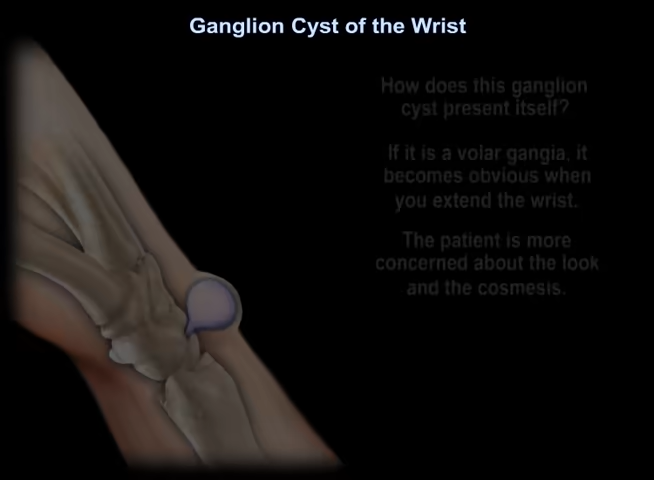 Ganglion Cyst of the Wrist
How does this ganglion
cyst present itself?
If it is a volar gangia, it
becomes obvious when
you extend the wrist.
The patient is more
concerned about the look
and the cosmesis.